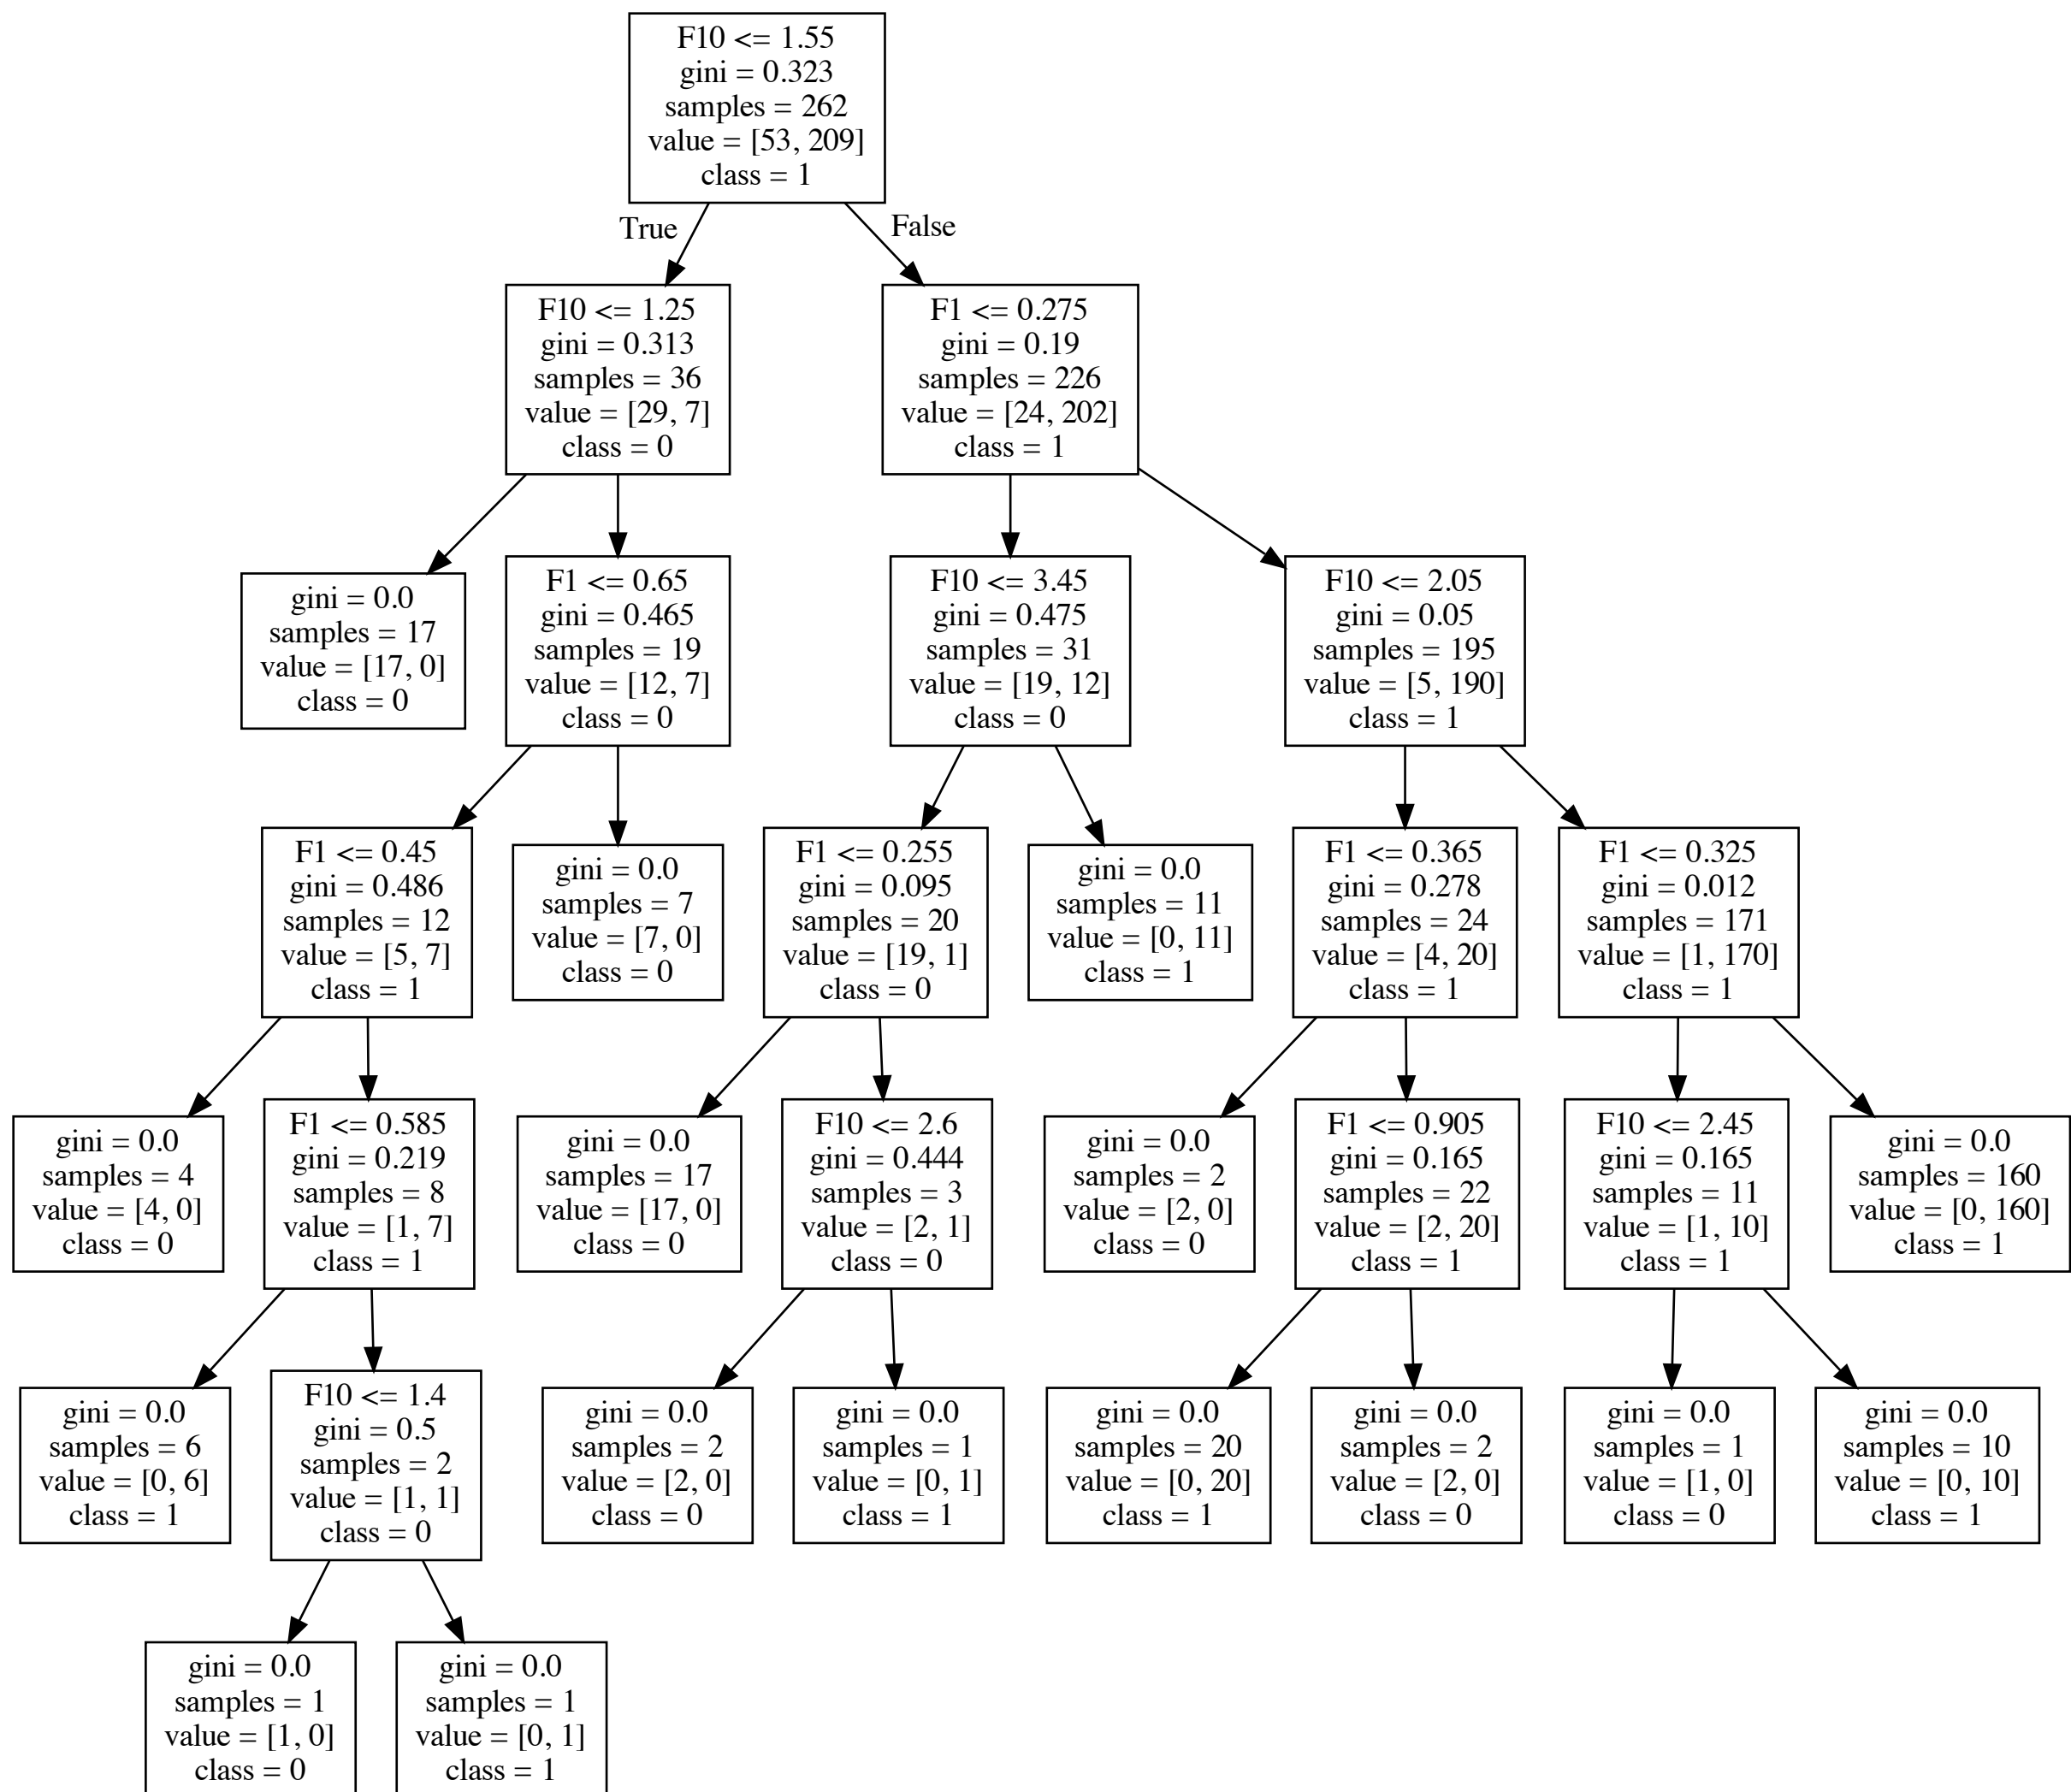 F10 <= 1.55
gini = 0.323
samples = 262
value = [53, 209]
class = 1
True
False
F10 <= 1.25
gini = 0.313
samples = 36
value = [29, 7]
class = 0
F1 <= 0.275
gini = 0.19
samples = 226
value = [24, 202]
class = 1
gini = 0.0
samples = 17
value = [17, 0]
class = 0
F1 <= 0.65
gini = 0.465
samples = 19
value = [12, 7]
class = 0
F10 <= 3.45
gini = 0.475
samples = 31
value = [19, 12]
class = 0
F10 <= 2.05
gini = 0.05
samples = 195
value = [5, 190]
class = 1
F1 <= 0.45
gini = 0.486
samples = 12
value = [5, 7]
class = 1
gini = 0.0
samples = 7
value = [7, 0]
class = 0
F1 <= 0.255
gini = 0.095
samples = 20
value = [19, 1]
class = 0
gini = 0.0
samples = 11
value = [0, 11]
class = 1
F1 <= 0.365
gini = 0.278
samples = 24
value = [4, 20]
class = 1
F1 <= 0.325
gini = 0.012
samples = 171
value = [1, 170]
class = 1
gini = 0.0
samples = 4
value = [4, 0]
class = 0
F1 <= 0.585
gini = 0.219
samples = 8
value = [1, 7]
class = 1
gini = 0.0
samples = 17
value = [17, 0]
class = 0
F10 <= 2.6
gini = 0.444
samples = 3
value = [2, 1]
class = 0
gini = 0.0
samples = 2
value = [2, 0]
class = 0
F1 <= 0.905
gini = 0.165
samples = 22
value = [2, 20]
class = 1
F10 <= 2.45
gini = 0.165
samples = 11
value = [1, 10]
class = 1
gini = 0.0
samples = 160
value = [0, 160]
class = 1
gini = 0.0
samples = 6
value = [0, 6]
class = 1
F10 <= 1.4
gini = 0.5
samples = 2
value = [1, 1]
class = 0
gini = 0.0
samples = 2
value = [2, 0]
class = 0
gini = 0.0
samples = 1
value = [0, 1]
class = 1
gini = 0.0
samples = 20
value = [0, 20]
class = 1
gini = 0.0
samples = 2
value = [2, 0]
class = 0
gini = 0.0
samples = 1
value = [1, 0]
class = 0
gini = 0.0
samples = 10
value = [0, 10]
class = 1
gini = 0.0
samples = 1
value = [1, 0]
class = 0
gini = 0.0
samples = 1
value = [0, 1]
class = 1